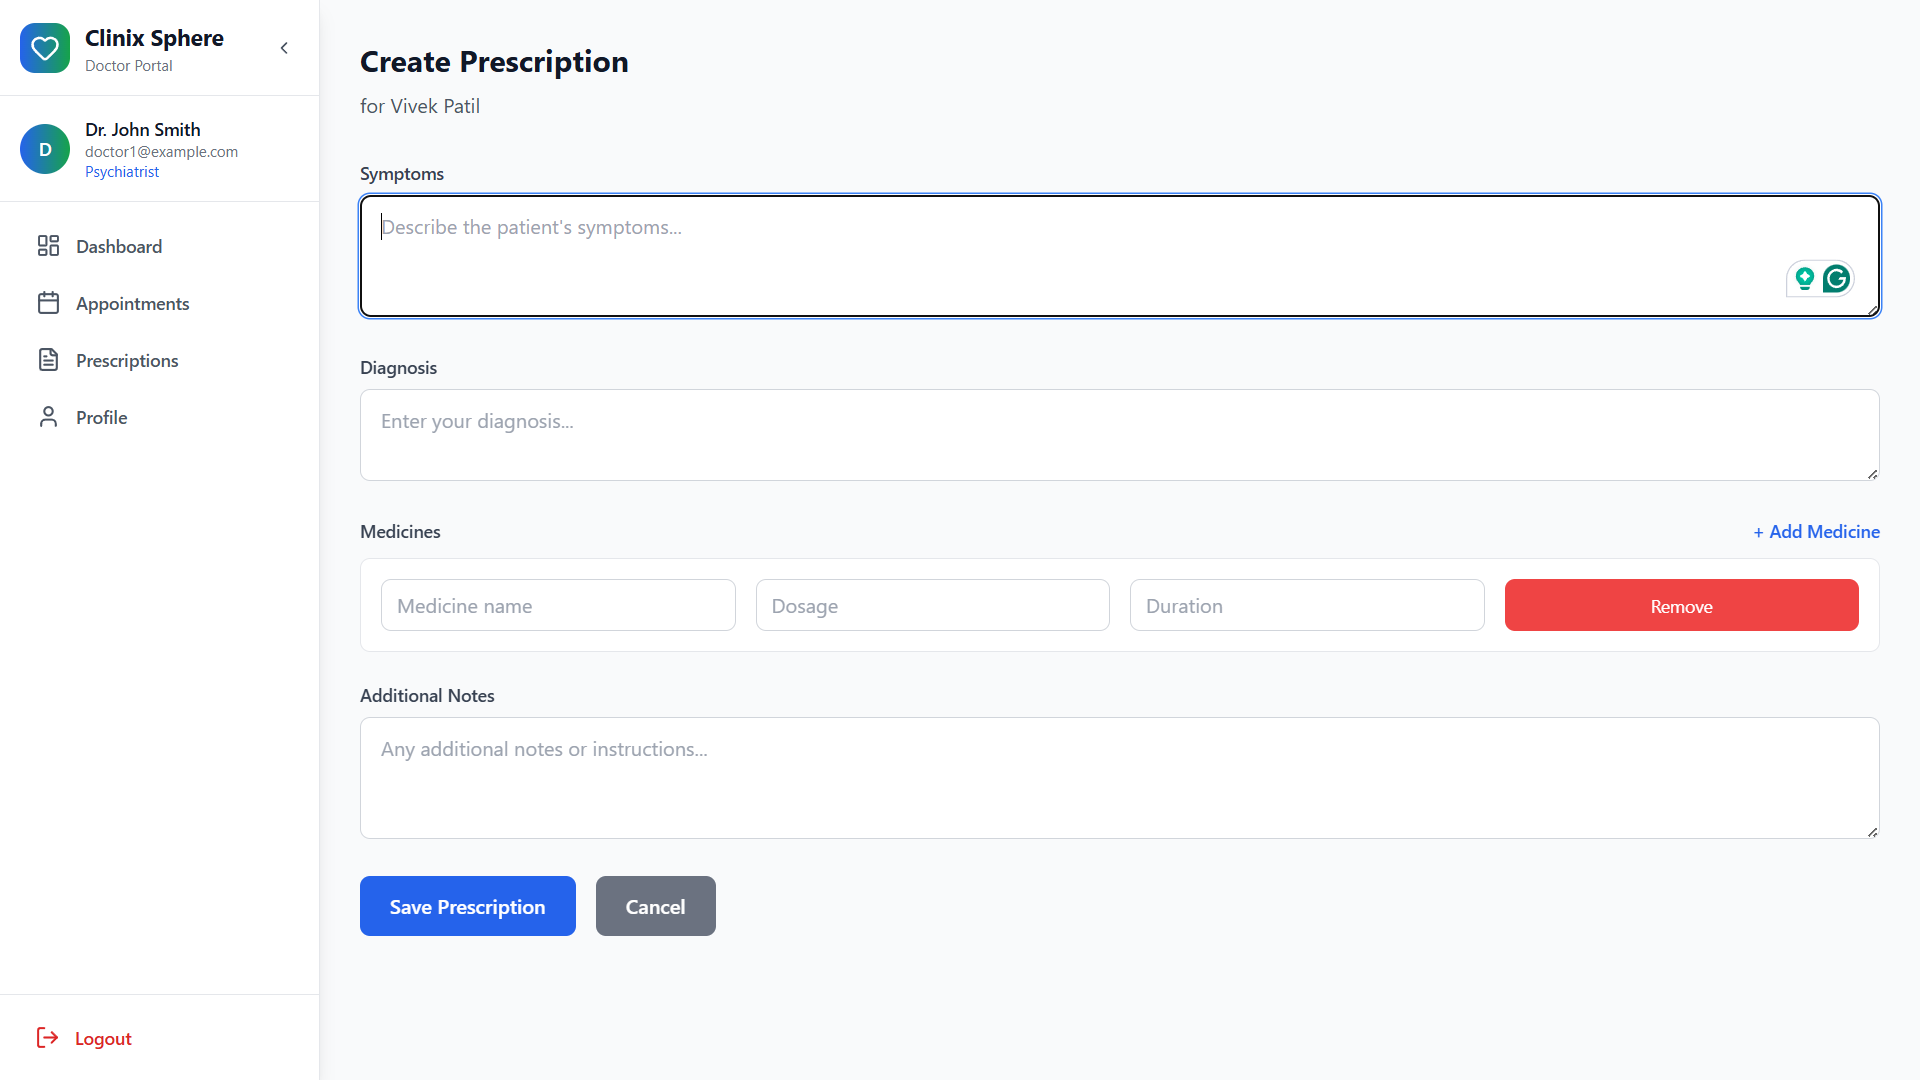 Clinix Sphere
Doctor Portal
D
Dr. John Smith
doctor1@example.com
Psychiatrist
Dashboard
Appointments
Prescriptions
Profile
Logout
Create Prescription
for Vivek Patil
Symptoms
Describe the patient's symptoms...
Diagnosis
Enter your diagnosis...
Medicines
+ Add Medicine
Medicine name
Dosage
Duration
Remove
Additional Notes
Any additional notes or instructions...
Save Prescription
Cancel